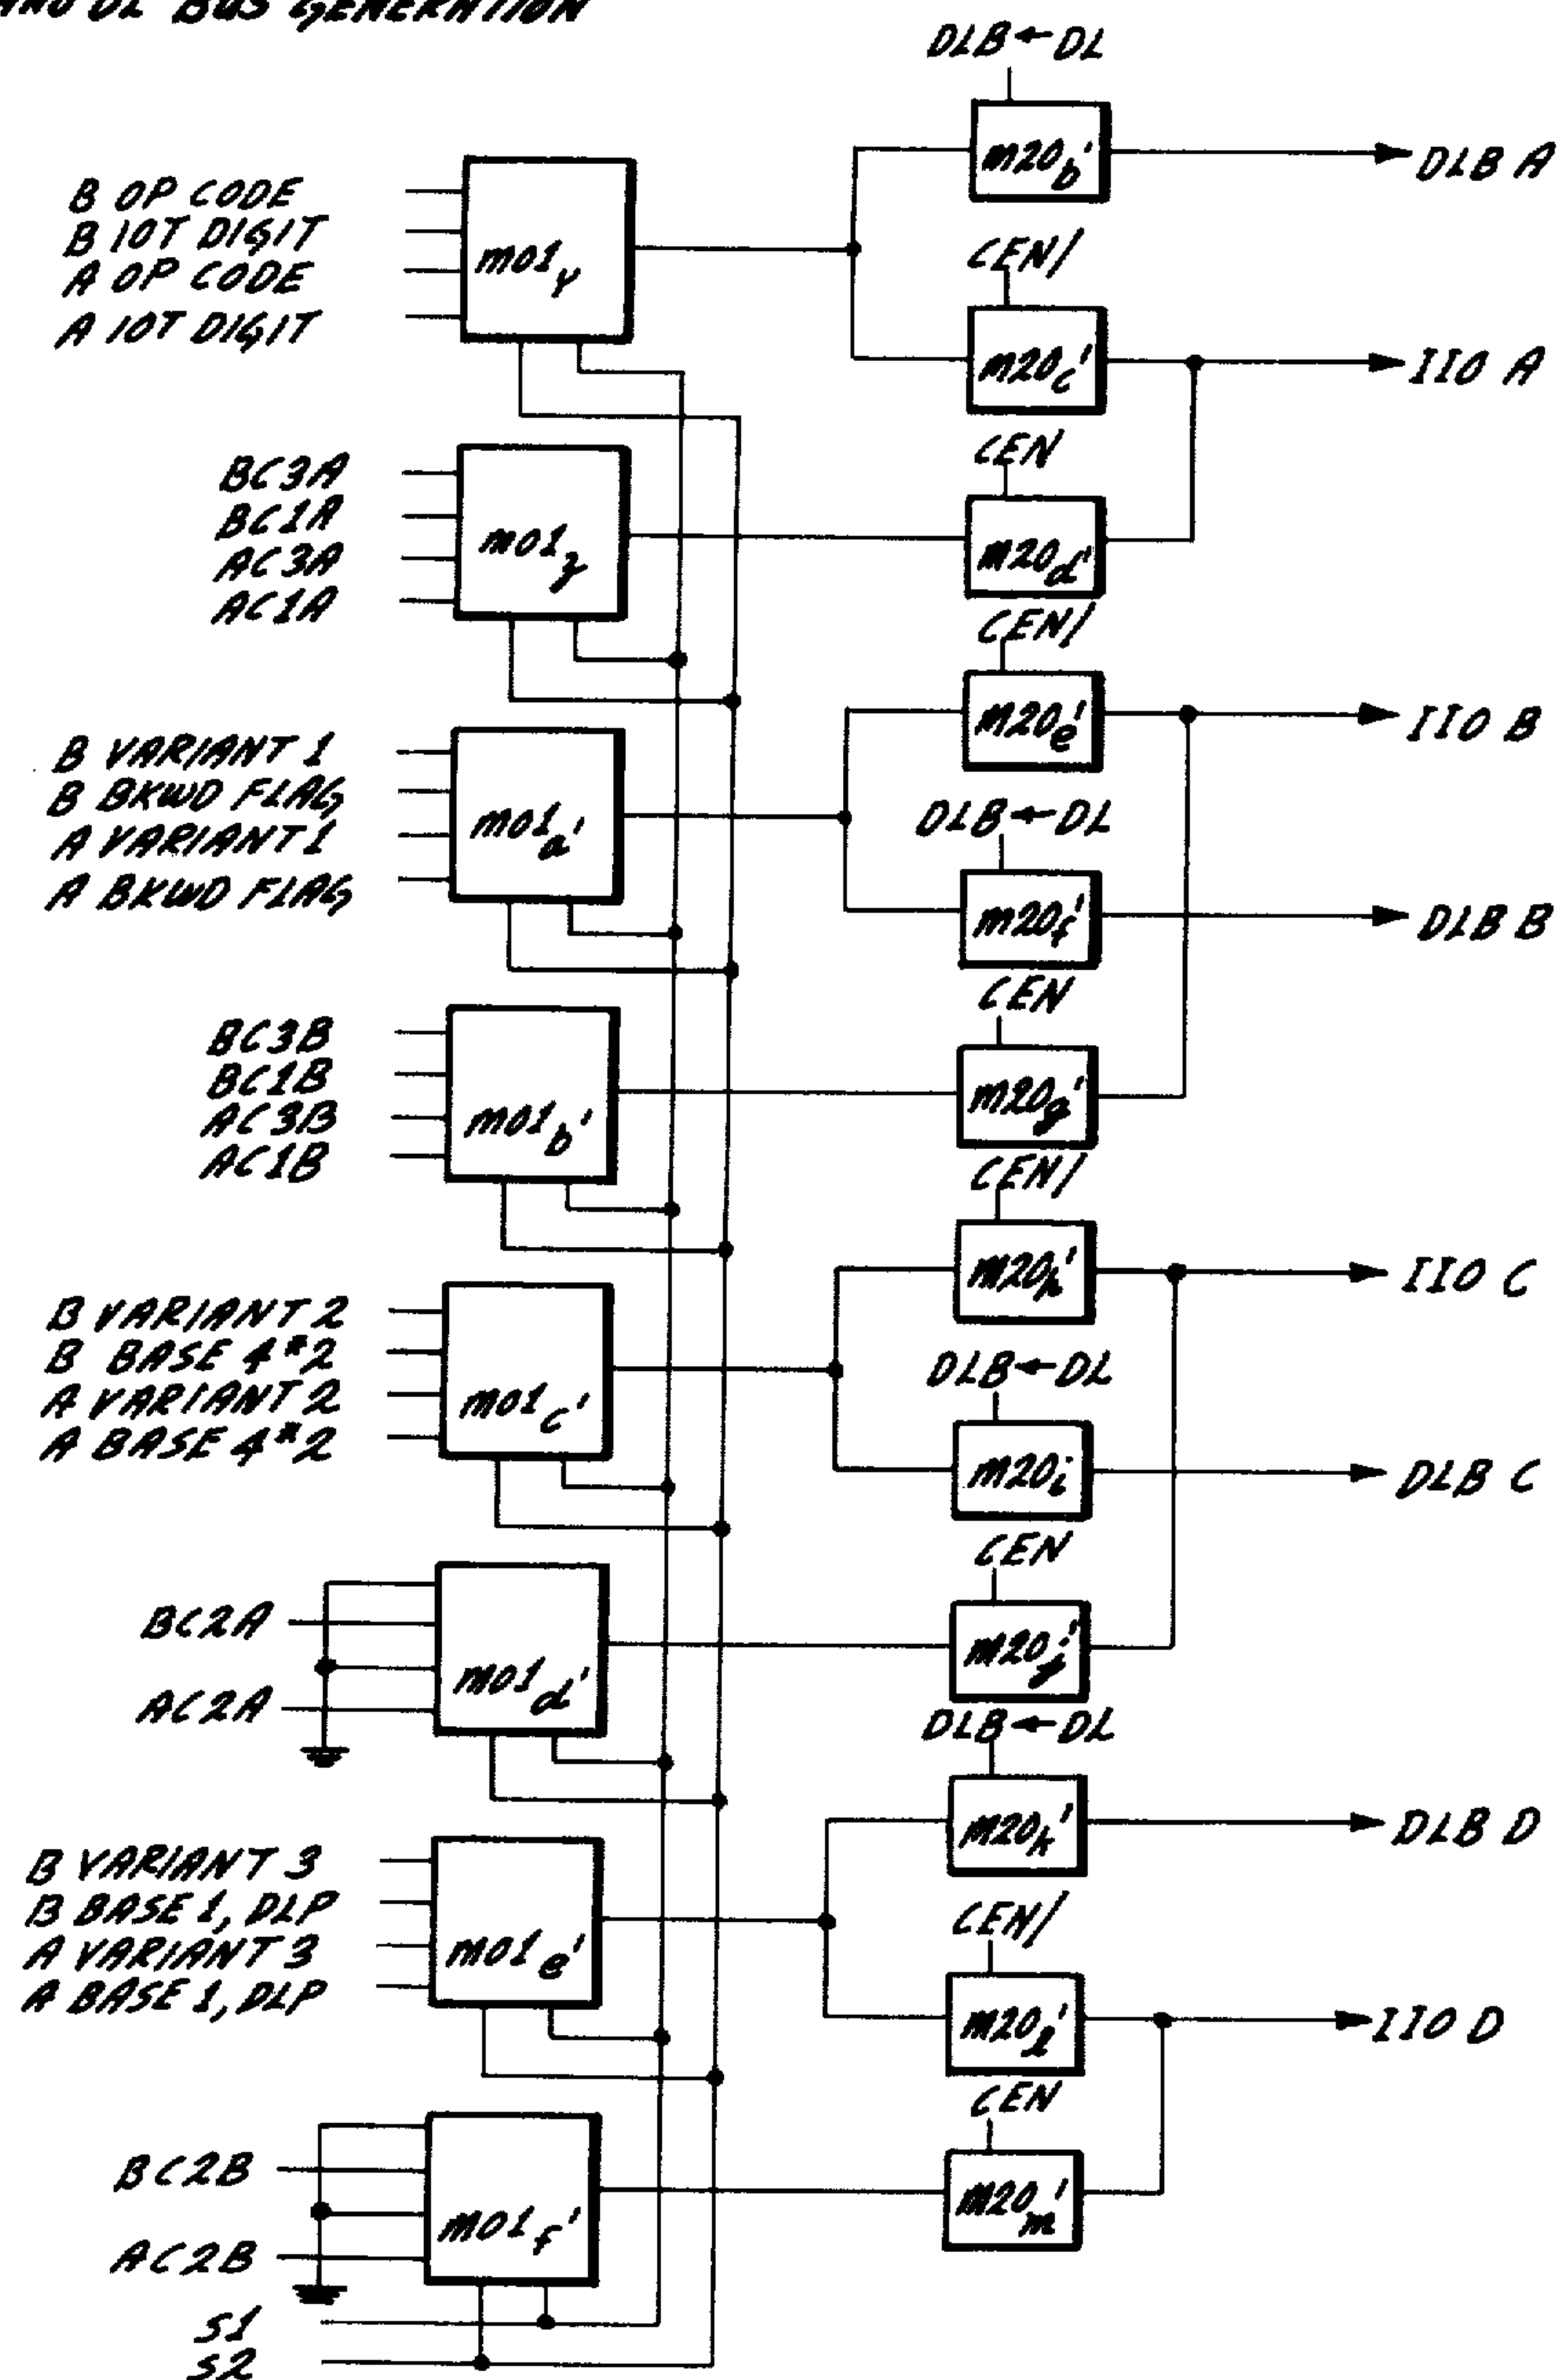 BUS GENERATION
DLB←DL
B OP CODE
B IOT DIGIT
A OP CODE
A IOT DIGIT
m01y
m20b'
DLB A
CEN/
m20c'
IIO A
BC3A
BC1A
AC3A
AC1A
m01z
CEN
m20d'
CEN/
m20e'
IIO B
B VARIANT 1
B BKWD FLAG
A VARIANT 1
A BKWD FLAG
m01a'
DLB←DL
m20f'
DLB B
BC3B
BC1B
AC3B
AC1B
m01b'
CEN
m20g'
CEN/
m20h'
IIO C
B VARIANT 2
B BASE 4*2
A VARIANT 2
A BASE 4*2
m01c'
DLB←DL
m20i'
DLB C
BC2A
AC2A
m01d'
CEN
m20j'
DLB←DL
m20k'
DLB D
B VARIANT 3
B BASE 1, DLP
A VARIANT 3
A BASE 1, DLP
m01e'
CEN/
m20l'
IIO D
BC2B
AC2B
m01f'
CEN
m20m'
S1
S2